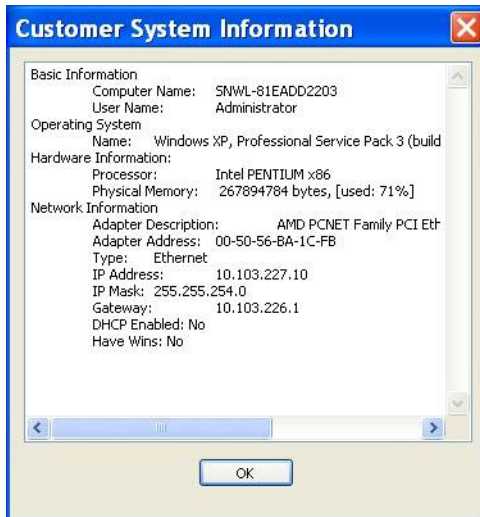 Customer System Information
Basic Information
Computer Name: SNWL-81EADD2203
User Name: Administrator
Operating System
Name: Windows XP, Professional Service Pack 3 (build
Hardware Information:
Processor: Intel PENTIUM x86
Physical Memory: 267894784 bytes, [used: 71%]
Network Information
Adapter Description: AMD PCNET Family PCI Eth
Adapter Address: 00-50-56-BA-1C-FB
Type: Ethernet
IP Address: 10.103.227.10
IP Mask: 255.255.254.0
Gateway: 10.103.226.1
DHCP Enabled: No
Have Wins: No
OK